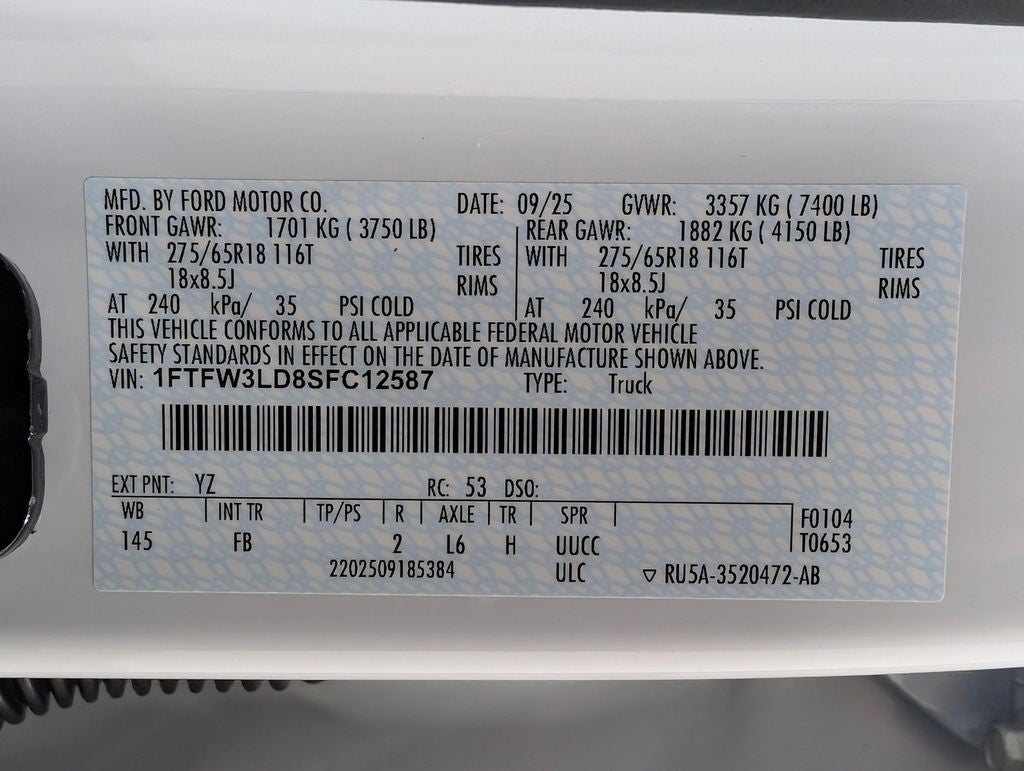 MFD. BY FORD MOTOR CO. DATE: 09/25 GVWR: 3357 KG ( 7400 LB)
FRONT GAWR: 1701 KG ( 3750 LB) REAR GAWR: 1882 KG ( 4150 LB)
WITH 275/65R18 116T TIRES WITH 275/65R18 116T TIRES
18x8.5J RIMS 18x8.5J RIMS
AT 240 kPa/ 35 PSI COLD AT 240 kPa/ 35 PSI COLD
THIS VEHICLE CONFORMS TO ALL APPLICABLE FEDERAL MOTOR VEHICLE
SAFETY STANDARDS IN EFFECT ON THE DATE OF MANUFACTURE SHOWN ABOVE.
VIN: 1FTFW3LD8SFC12587 TYPE: Truck
EXT PNT: YZ RC: 53 DSO:
WB INT TR TP/PS R AXLE TR SPR F0104
145 FB 2 L6 H UUCC T0653
2202509185384 ULC ▽ RU5A-3520472-AB